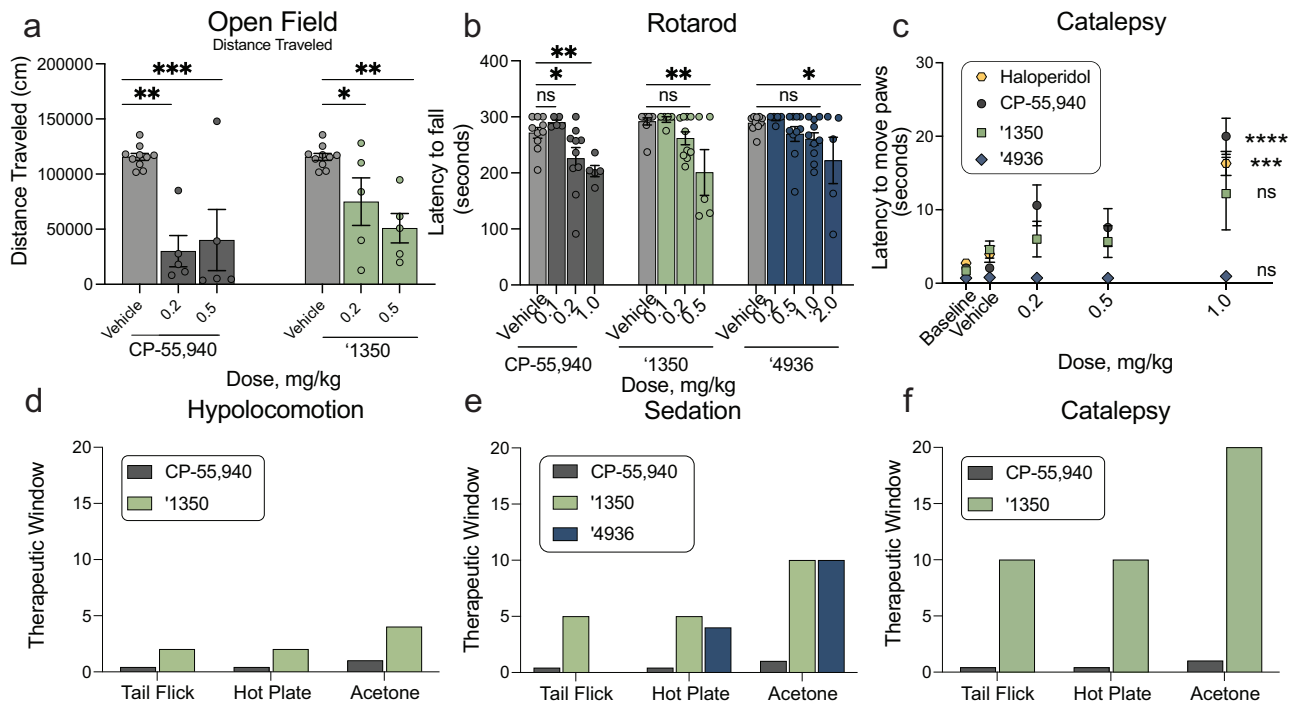 a
Open Field
Distance Traveled
Distance Traveled (cm)
200000
150000
100000
50000
0
***
**
**
*
Vehicle
0.2
0.5
Vehicle
0.2
0.5
CP-55,940
‘1350
Dose, mg/kg
b
Rotarod
Latency to fall
(seconds)
400
300
200
100
0
**
*
ns
**
ns
*
ns
Vehicle
0.1
0.2
1.0
Vehicle
0.1
0.2
0.5
Vehicle
0.2
0.5
1.0
2.0
CP-55,940
‘1350
‘4936
Dose, mg/kg
c
Catalepsy
Latency to move paws
(seconds)
30
20
10
0
Haloperidol
CP-55,940
'1350
'4936
****
***
ns
ns
Baseline
Vehicle
0.2
0.5
1.0
Dose, mg/kg
d
Hypolocomotion
Therapeutic Window
20
15
10
5
0
CP-55,940
'1350
Tail Flick
Hot Plate
Acetone
e
Sedation
Therapeutic Window
20
15
10
5
0
CP-55,940
'1350
'4936
Tail Flick
Hot Plate
Acetone
f
Catalepsy
Therapeutic Window
20
15
10
5
0
CP-55,940
'1350
Tail Flick
Hot Plate
Acetone